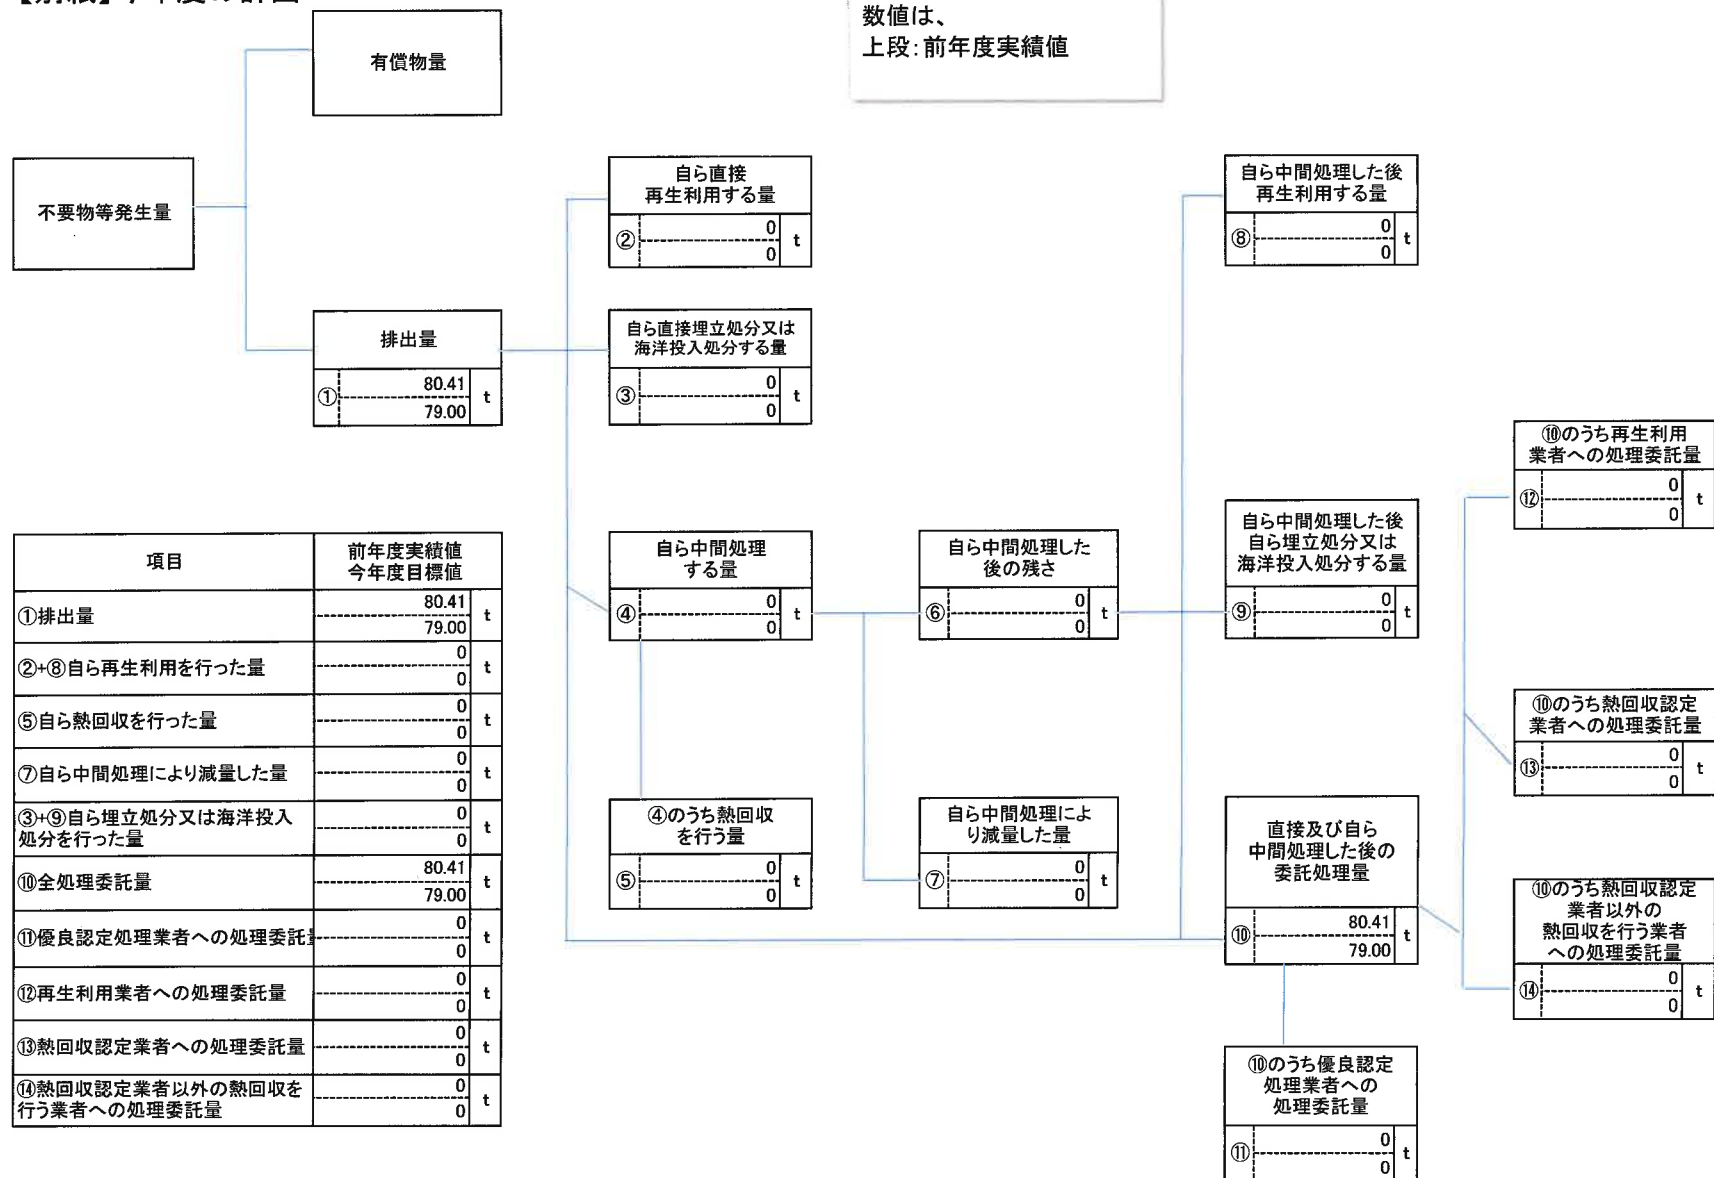 数値は、
上段：前年度実績値
有償物量
不要物等発生量
排出量
① 80.41 t
79.00
自ら直接
再生利用する量
② 0 t
0
自ら直接埋立処分又は
海洋投入処分する量
③ 0 t
0
自ら中間処理
する量
④ 0 t
0
④のうち熱回収
を行う量
⑤ 0 t
0
自ら中間処理した
後の残さ
⑥ 0 t
0
自ら中間処理によ
り減量した量
⑦ 0 t
0
自ら中間処理した後
再生利用する量
⑧ 0 t
0
自ら中間処理した後
自ら埋立処分又は
海洋投入処分する量
⑨ 0 t
0
直接及び自ら
中間処理した後の
委託処理量
⑩ 80.41 t
79.00
⑩のうち優良認定
処理業者への
処理委託量
⑪ 0 t
0
⑩のうち再生利用
業者への処理委託量
⑫ 0 t
0
⑩のうち熱回収認定
業者への処理委託量
⑬ 0 t
0
⑩のうち熱回収認定
業者以外の
熱回収を行う業者
への処理委託量
⑭ 0 t
0
項目 前年度実績値
今年度目標値
①排出量 80.41 t
79.00
②+⑧自ら再生利用を行った量 0 t
0
⑤自ら熱回収を行った量 0 t
0
⑦自ら中間処理により減量した量 0 t
0
③+⑨自ら埋立処分又は海洋投入
処分を行った量 0 t
0
⑩全処理委託量 80.41 t
79.00
⑪優良認定処理業者への処理委託 0 t
0
⑫再生利用業者への処理委託量 0 t
0
⑬熱回収認定業者への処理委託量 0 t
0
⑭熱回収認定業者以外の熱回収を
行う業者への処理委託量 0 t
0